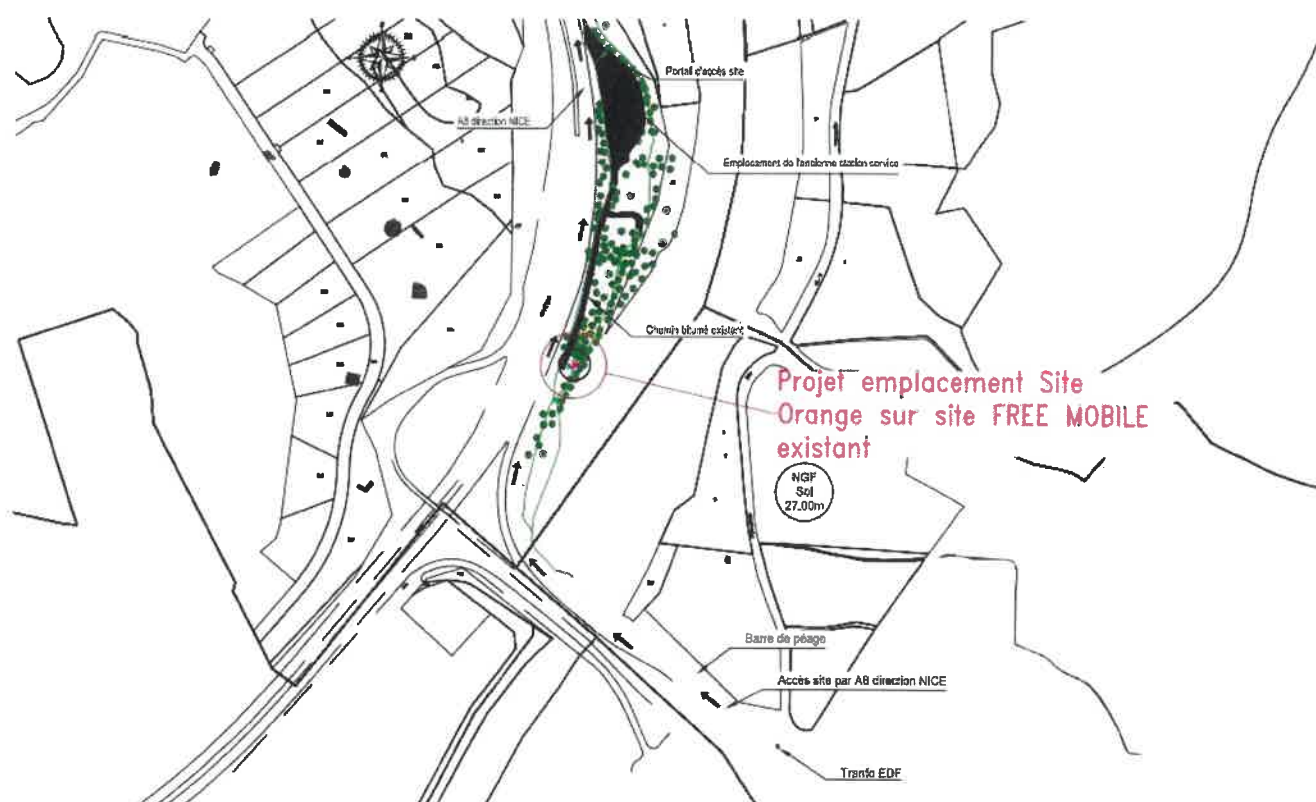 Portail d'accès site
A8 direction NICE
Emplacement de l'ancienne station service
Chemin bitumé existant
Projet emplacement Site
Orange sur site FREE MOBILE
existant
NGF
Sol
27.00m
Barre de péage
Accès site par A8 direction NICE
Tranfo EDF